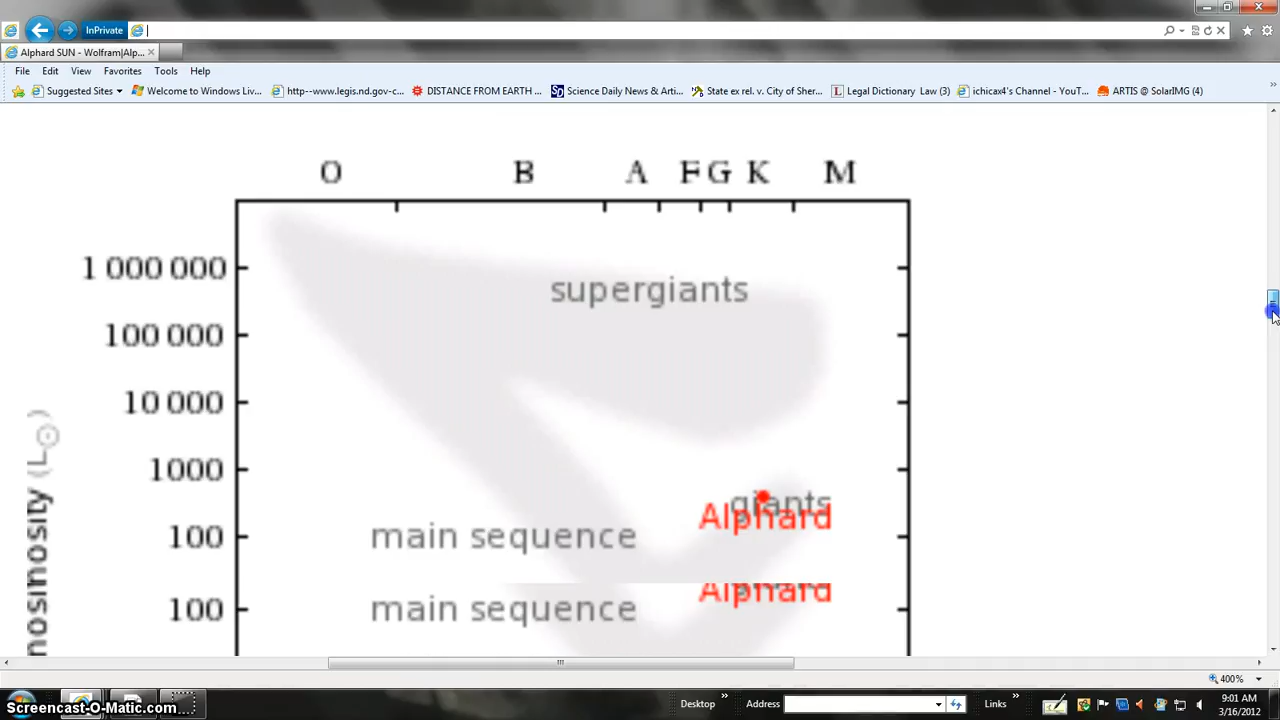 InPrivate
Alphard SUN - Wolfram|Alp...
File Edit View Favorites Tools Help
Suggested Sites Welcome to Windows Liv... http--www.legis.nd.gov-c... DISTANCE FROM EARTH ... Science Daily News & Arti... State ex rel. v. City of Sher... Legal Dictionary Law (3) ichicax4's Channel - YouT... ARTIS @ SolarIMG (4)
O B A F G K M
1 000 000
supergiants
100 000
10 000
1000
giants
Alphard
100
main sequence
Alphard
100
main sequence
nosinosity (L☉)
400%
Desktop Address Links
9:01 AM
3/16/2012
Screencast-O-Matic.com